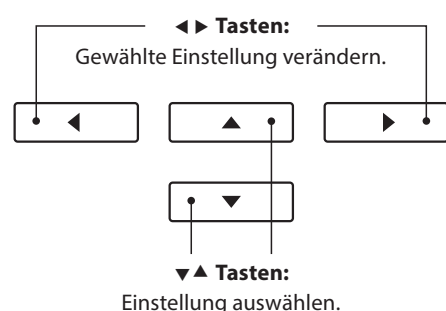 ◀ ▶ Tasten:
Gewählte Einstellung verändern.
▼▲ Tasten:
Einstellung auswählen.